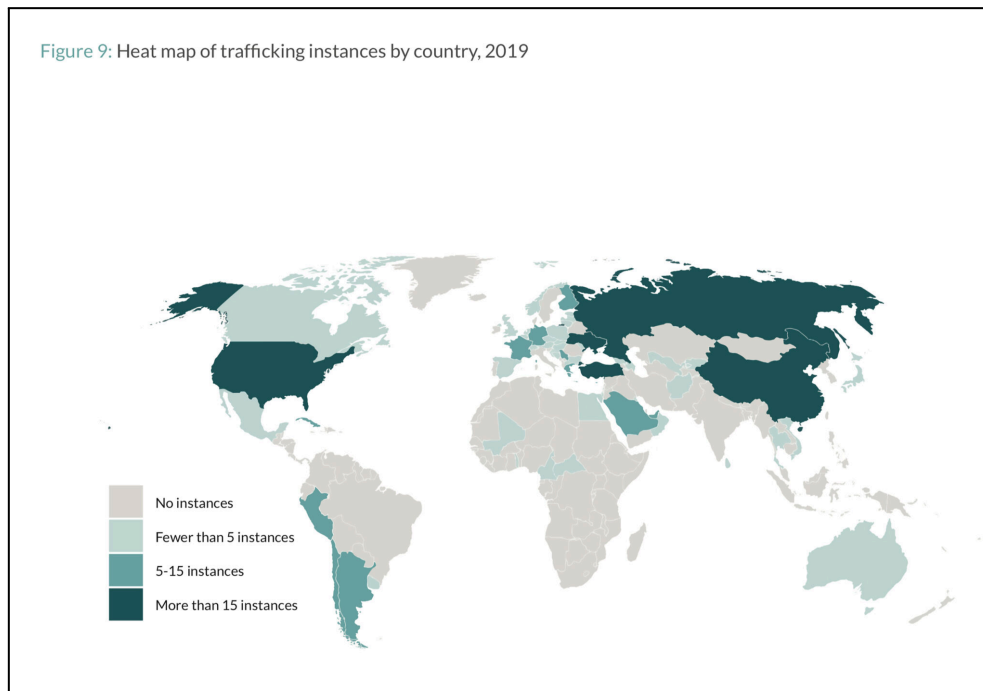 Figure 9: Heat map of trafficking instances by country, 2019
No instances
Fewer than 5 instances
5-15 instances
More than 15 instances